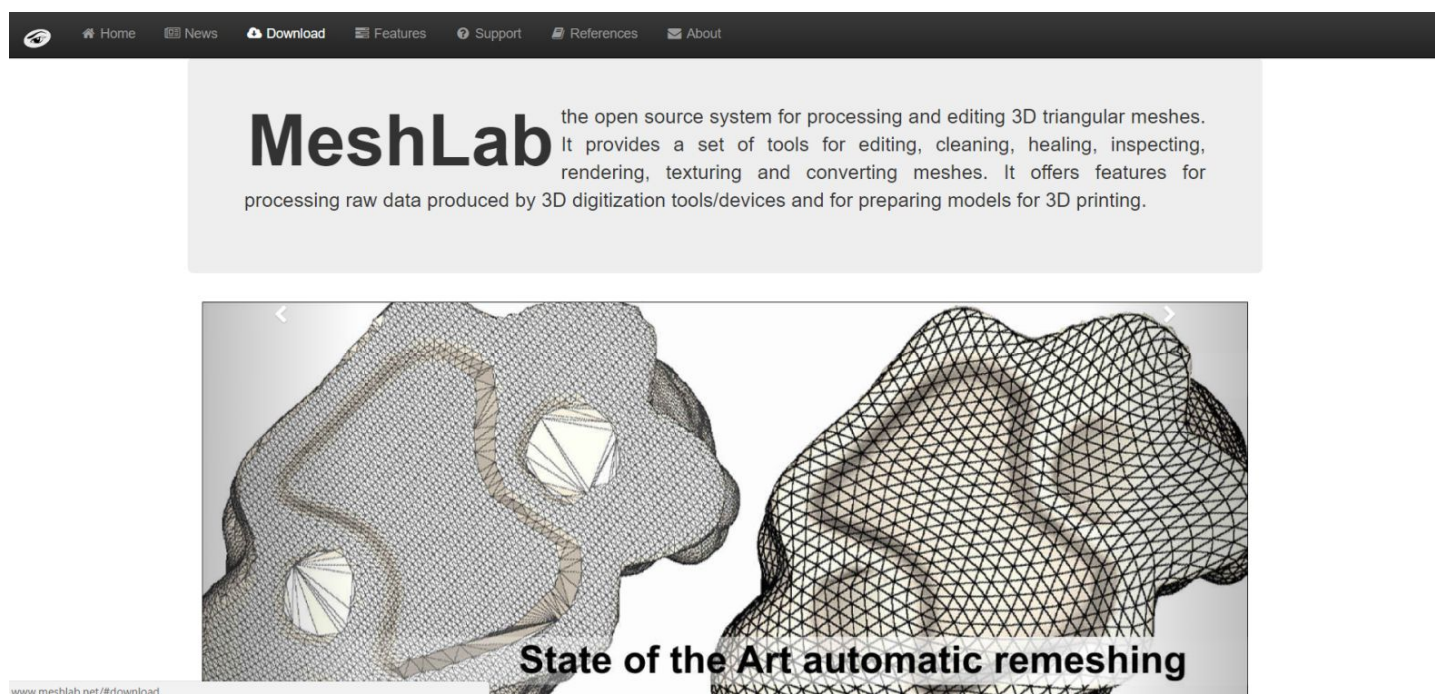 Home News Download Features Support References About
MeshLab the open source system for processing and editing 3D triangular meshes.
It provides a set of tools for editing, cleaning, healing, inspecting,
rendering, texturing and converting meshes. It offers features for
processing raw data produced by 3D digitization tools/devices and for preparing models for 3D printing.
State of the Art automatic remeshing
www.meshlab.net/#download